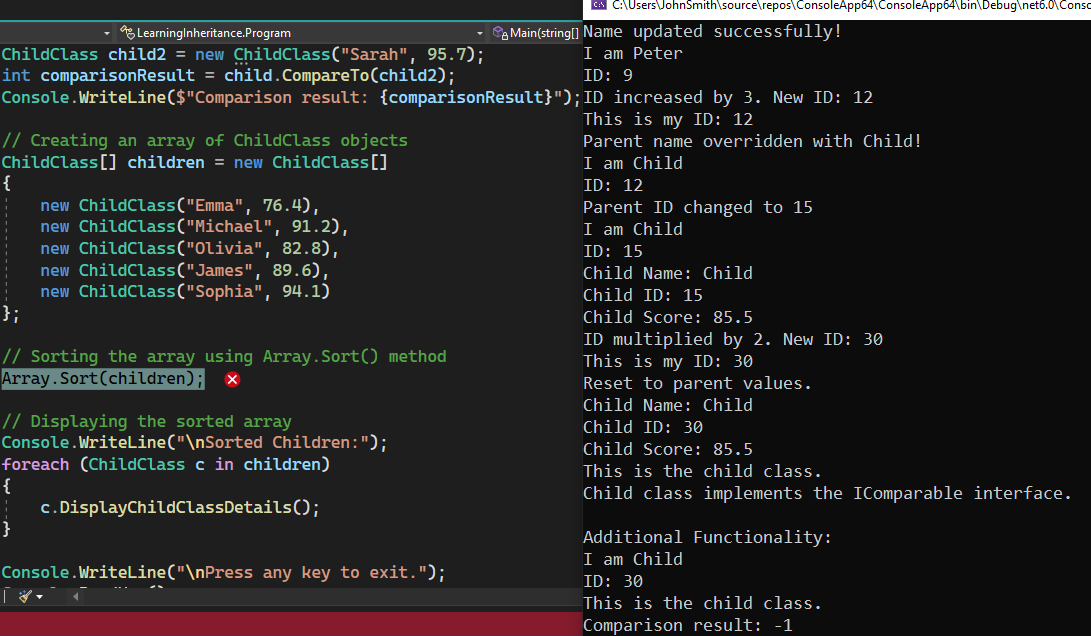 LearningInheritance.Program
Main(string[]
ChildClass child2 = new ChildClass("Sarah", 95.7);
int comparisonResult = child.CompareTo(child2);
Console.WriteLine($"Comparison result: {comparisonResult}");
// Creating an array of ChildClass objects
ChildClass[] children = new ChildClass[]
{
new ChildClass("Emma", 76.4),
new ChildClass("Michael", 91.2),
new ChildClass("Olivia", 82.8),
new ChildClass("James", 89.6),
new ChildClass("Sophia", 94.1)
};
// Sorting the array using Array.Sort() method
Array.Sort(children);
// Displaying the sorted array
Console.WriteLine("\nSorted Children:");
foreach (ChildClass c in children)
{
c.DisplayChildClassDetails();
}
Console.WriteLine("\nPress any key to exit.");
C:\Users\JohnSmith\source\repos\ConsoleApp64\ConsoleApp64\bin\Debug\net6.0\Conso
Name updated successfully!
I am Peter
ID: 9
ID increased by 3. New ID: 12
This is my ID: 12
Parent name overridden with Child!
I am Child
ID: 12
Parent ID changed to 15
I am Child
ID: 15
Child Name: Child
Child ID: 15
Child Score: 85.5
ID multiplied by 2. New ID: 30
This is my ID: 30
Reset to parent values.
Child Name: Child
Child ID: 30
Child Score: 85.5
This is the child class.
Child class implements the IComparable interface.
Additional Functionality:
I am Child
ID: 30
This is the child class.
Comparison result: -1